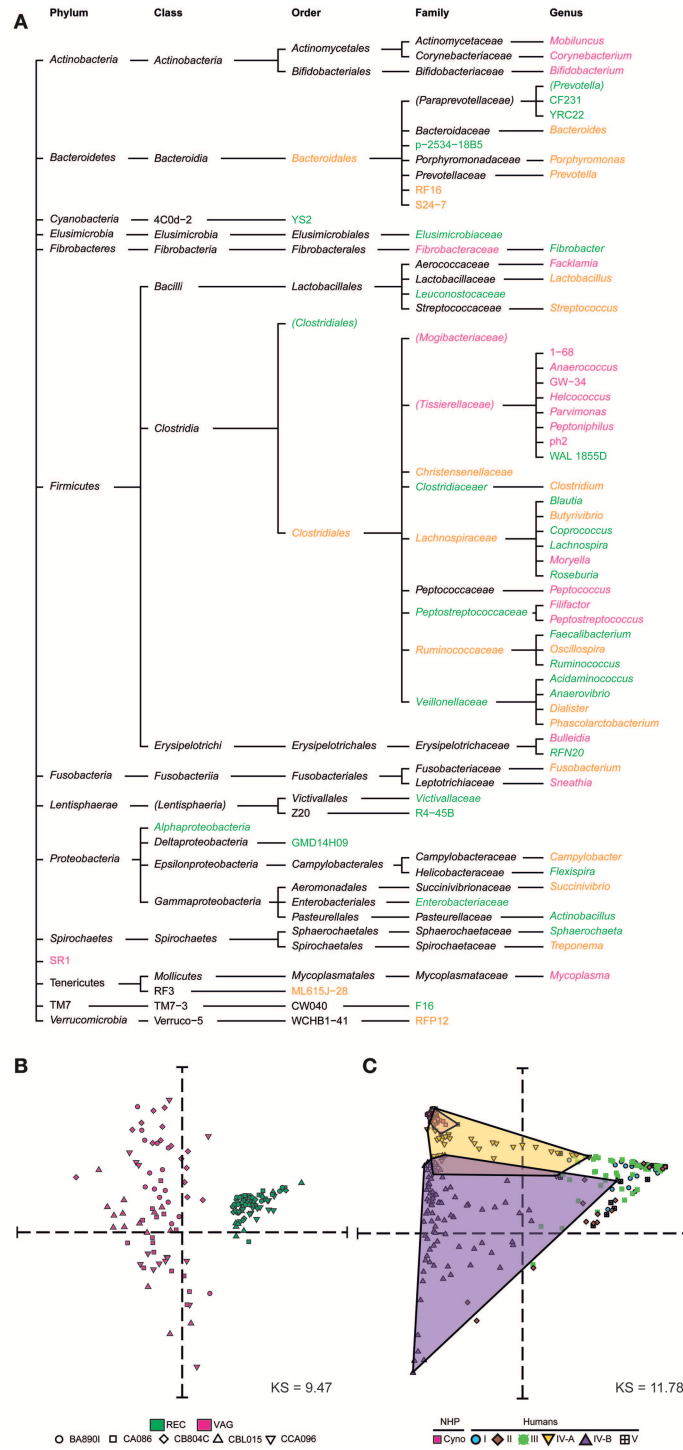 Phylum Class Order Family Genus
A
Actinomycetaceae Mobiluncus
Actinomycetales
Corynebacteriaceae Corynebacterium
Actinobacteria Actinobacteria
Bifidobacteriales Bifidobacteriaceae Bifidobacterium
(Prevotella)
(Paraprevotellaceae) CF231
YRC22
Bacteroidaceae Bacteroides
p-2534-18B5
Bacteroidetes Bacteroidia Bacteroidales Porphyromonadaceae Porphyromonas
Prevotellaceae Prevotella
RF16
S24-7
Cyanobacteria 4C0d-2 YS2
Elusimicrobia Elusimicrobia Elusimicrobiales Elusimicrobiaceae
Fibrobacteres Fibrobacteria Fibrobacterales Fibrobacteraceae Fibrobacter
Aerococcaceae Facklamia
Bacilli Lactobacillales Lactobacillaceae Lactobacillus
Leuconostocaceae
Streptococcaceae Streptococcus
(Clostridiales)
(Mogibacteriaceae)
1-68
Anaerococcus
GW-34
Helcococcus
(Tissierellaceae) Parvimonas
Peptoniphilus
Clostridia ph2
WAL 1855D
Christensenellaceae
Firmicutes Clostridiaceaer Clostridium
Blautia
Butyrivibrio
Clostridiales Coprococcus
Lachnospiraceae Lachnospira
Moryella
Roseburia
Peptococcaceae Peptococcus
Filifactor
Peptostreptococcaceae
Peptostreptococcus
Faecalibacterium
Ruminococcaceae Oscillospira
Ruminococcus
Acidaminococcus
Anaerovibrio
Veillonellaceae
Dialister
Phascolarctobacterium
Bulleidia
Erysipelotrichi Erysipelotrichales Erysipelotrichaceae
RFN20
Fusobacteriaceae Fusobacterium
Fusobacteria Fusobacteriia Fusobacteriales
Leptotrichiaceae Sneathia
Victivallales Victivallaceae
Lentisphaerae (Lentisphaeria)
Z20 R4-45B
Alphaproteobacteria
Deltaproteobacteria GMD14H09
Proteobacteria
Campylobacteraceae Campylobacter
Epsilonproteobacteria Campylobacterales
Helicobacteraceae Flexispira
Aeromonadales Succinivibrionaceae Succinivibrio
Gammaproteobacteria Enterobacteriales Enterobacteriaceae
Pasteurellales Pasteurellaceae Actinobacillus
Sphaerochaetales Sphaerochaetaceae Sphaerochaeta
Spirochaetes Spirochaetes
Spirochaetales Spirochaetaceae Treponema
SR1
Mollicutes Mycoplasmatales Mycoplasmataceae Mycoplasma
Tenericutes
RF3 ML615J-28
TM7 TM7-3 CW040 F16
Verrucomicrobia Verruco-5 WCHB1-41 RFP12
B
KS = 9.47
REC VAG
BA890I CA086 CB804C CBL015 CCA096
C
KS = 11.78
NHP Humans
Cyno I II III IV-A IV-B V